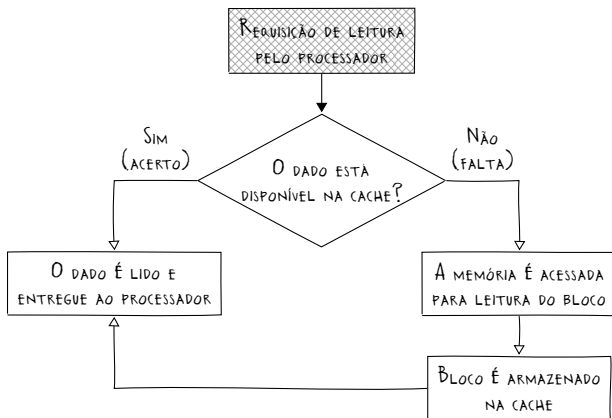 Requisição de leitura
pelo processador
Sim
(acerto)
Não
(falta)
O dado está
disponível na cache?
O dado é lido e
entregue ao processador
A memória é acessada
para leitura do bloco
Bloco é armazenado
na cache